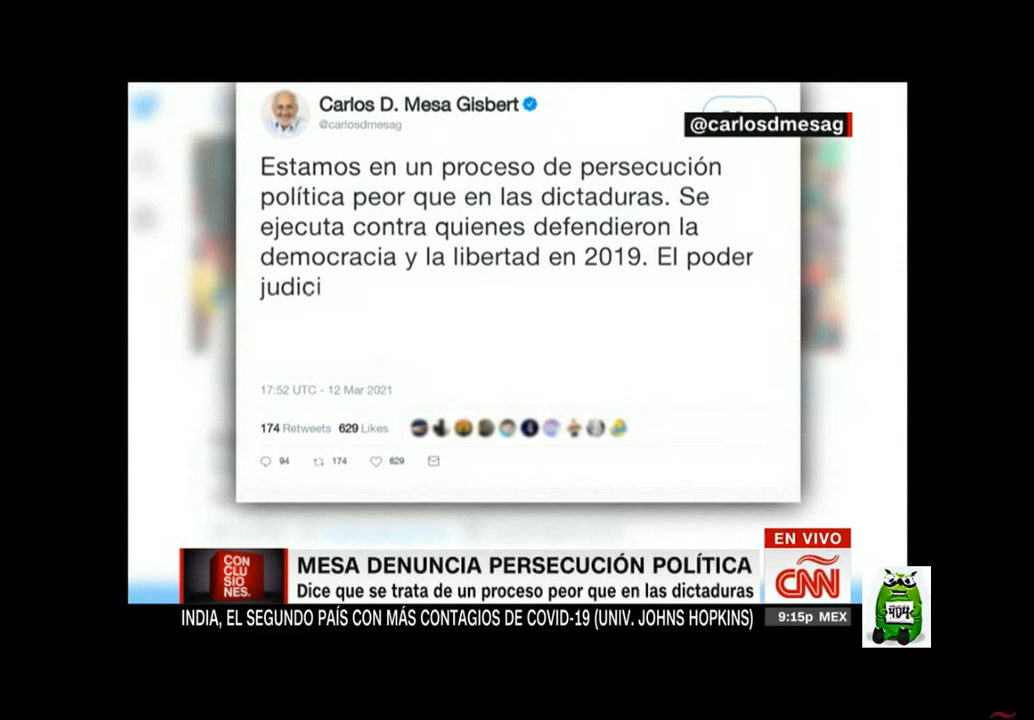 Carlos D. Mesa Gisbert
@carlosdmesag
@carlosdmesag
Estamos en un proceso de persecución
política peor que en las dictaduras. Se
ejecuta contra quienes defendieron la
democracia y la libertad en 2019. El poder
judici
17:52 UTC - 12 Mar 2021
174 Retweets 629 Likes
94 174 629
EN VIVO
CON
CLU
SIO
NES.
MESA DENUNCIA PERSECUCIÓN POLÍTICA
Dice que se trata de un proceso peor que en las dictaduras
CNN
INDIA, EL SEGUNDO PAÍS CON MÁS CONTAGIOS DE COVID-19 (UNIV. JOHNS HOPKINS)
9:15p MEX
404